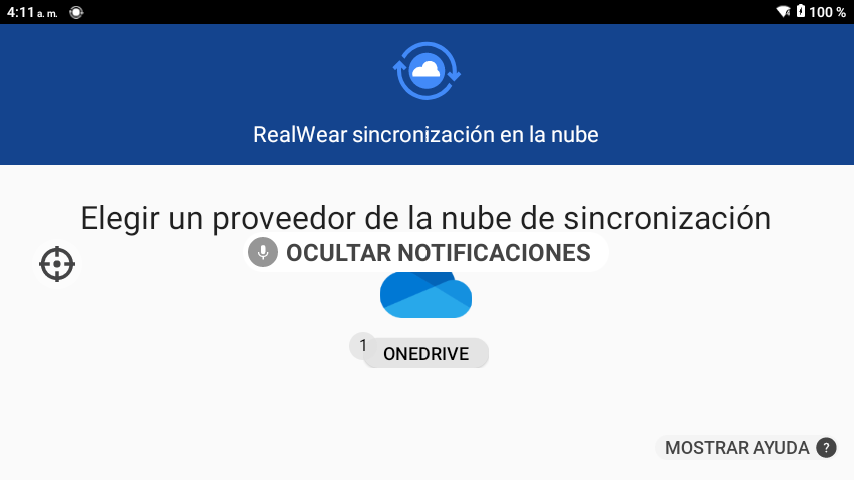 4:11 a. m.
100 %
RealWear sincronización en la nube
Elegir un proveedor de la nube de sincronización
OCULTAR NOTIFICACIONES
1
ONEDRIVE
MOSTRAR AYUDA ?